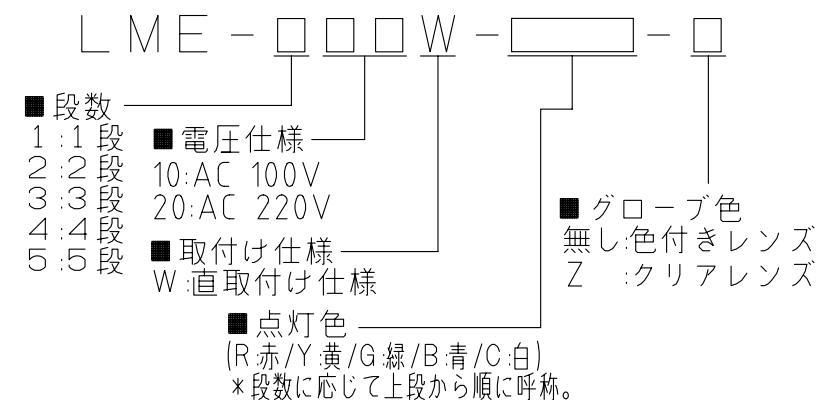 LME-□□□W-□-□
■段数
1:1段
2:2段
3:3段
4:4段
5:5段
■電圧仕様
10:AC 100V
20:AC 220V
■取付け仕様
W:直取付け仕様
■グローブ色
無し:色付きレンズ
Z :クリアレンズ
■点灯色
(R:赤/Y:黄/G:緑/B:青/C:白)
*段数に応じて上段から順に呼称。